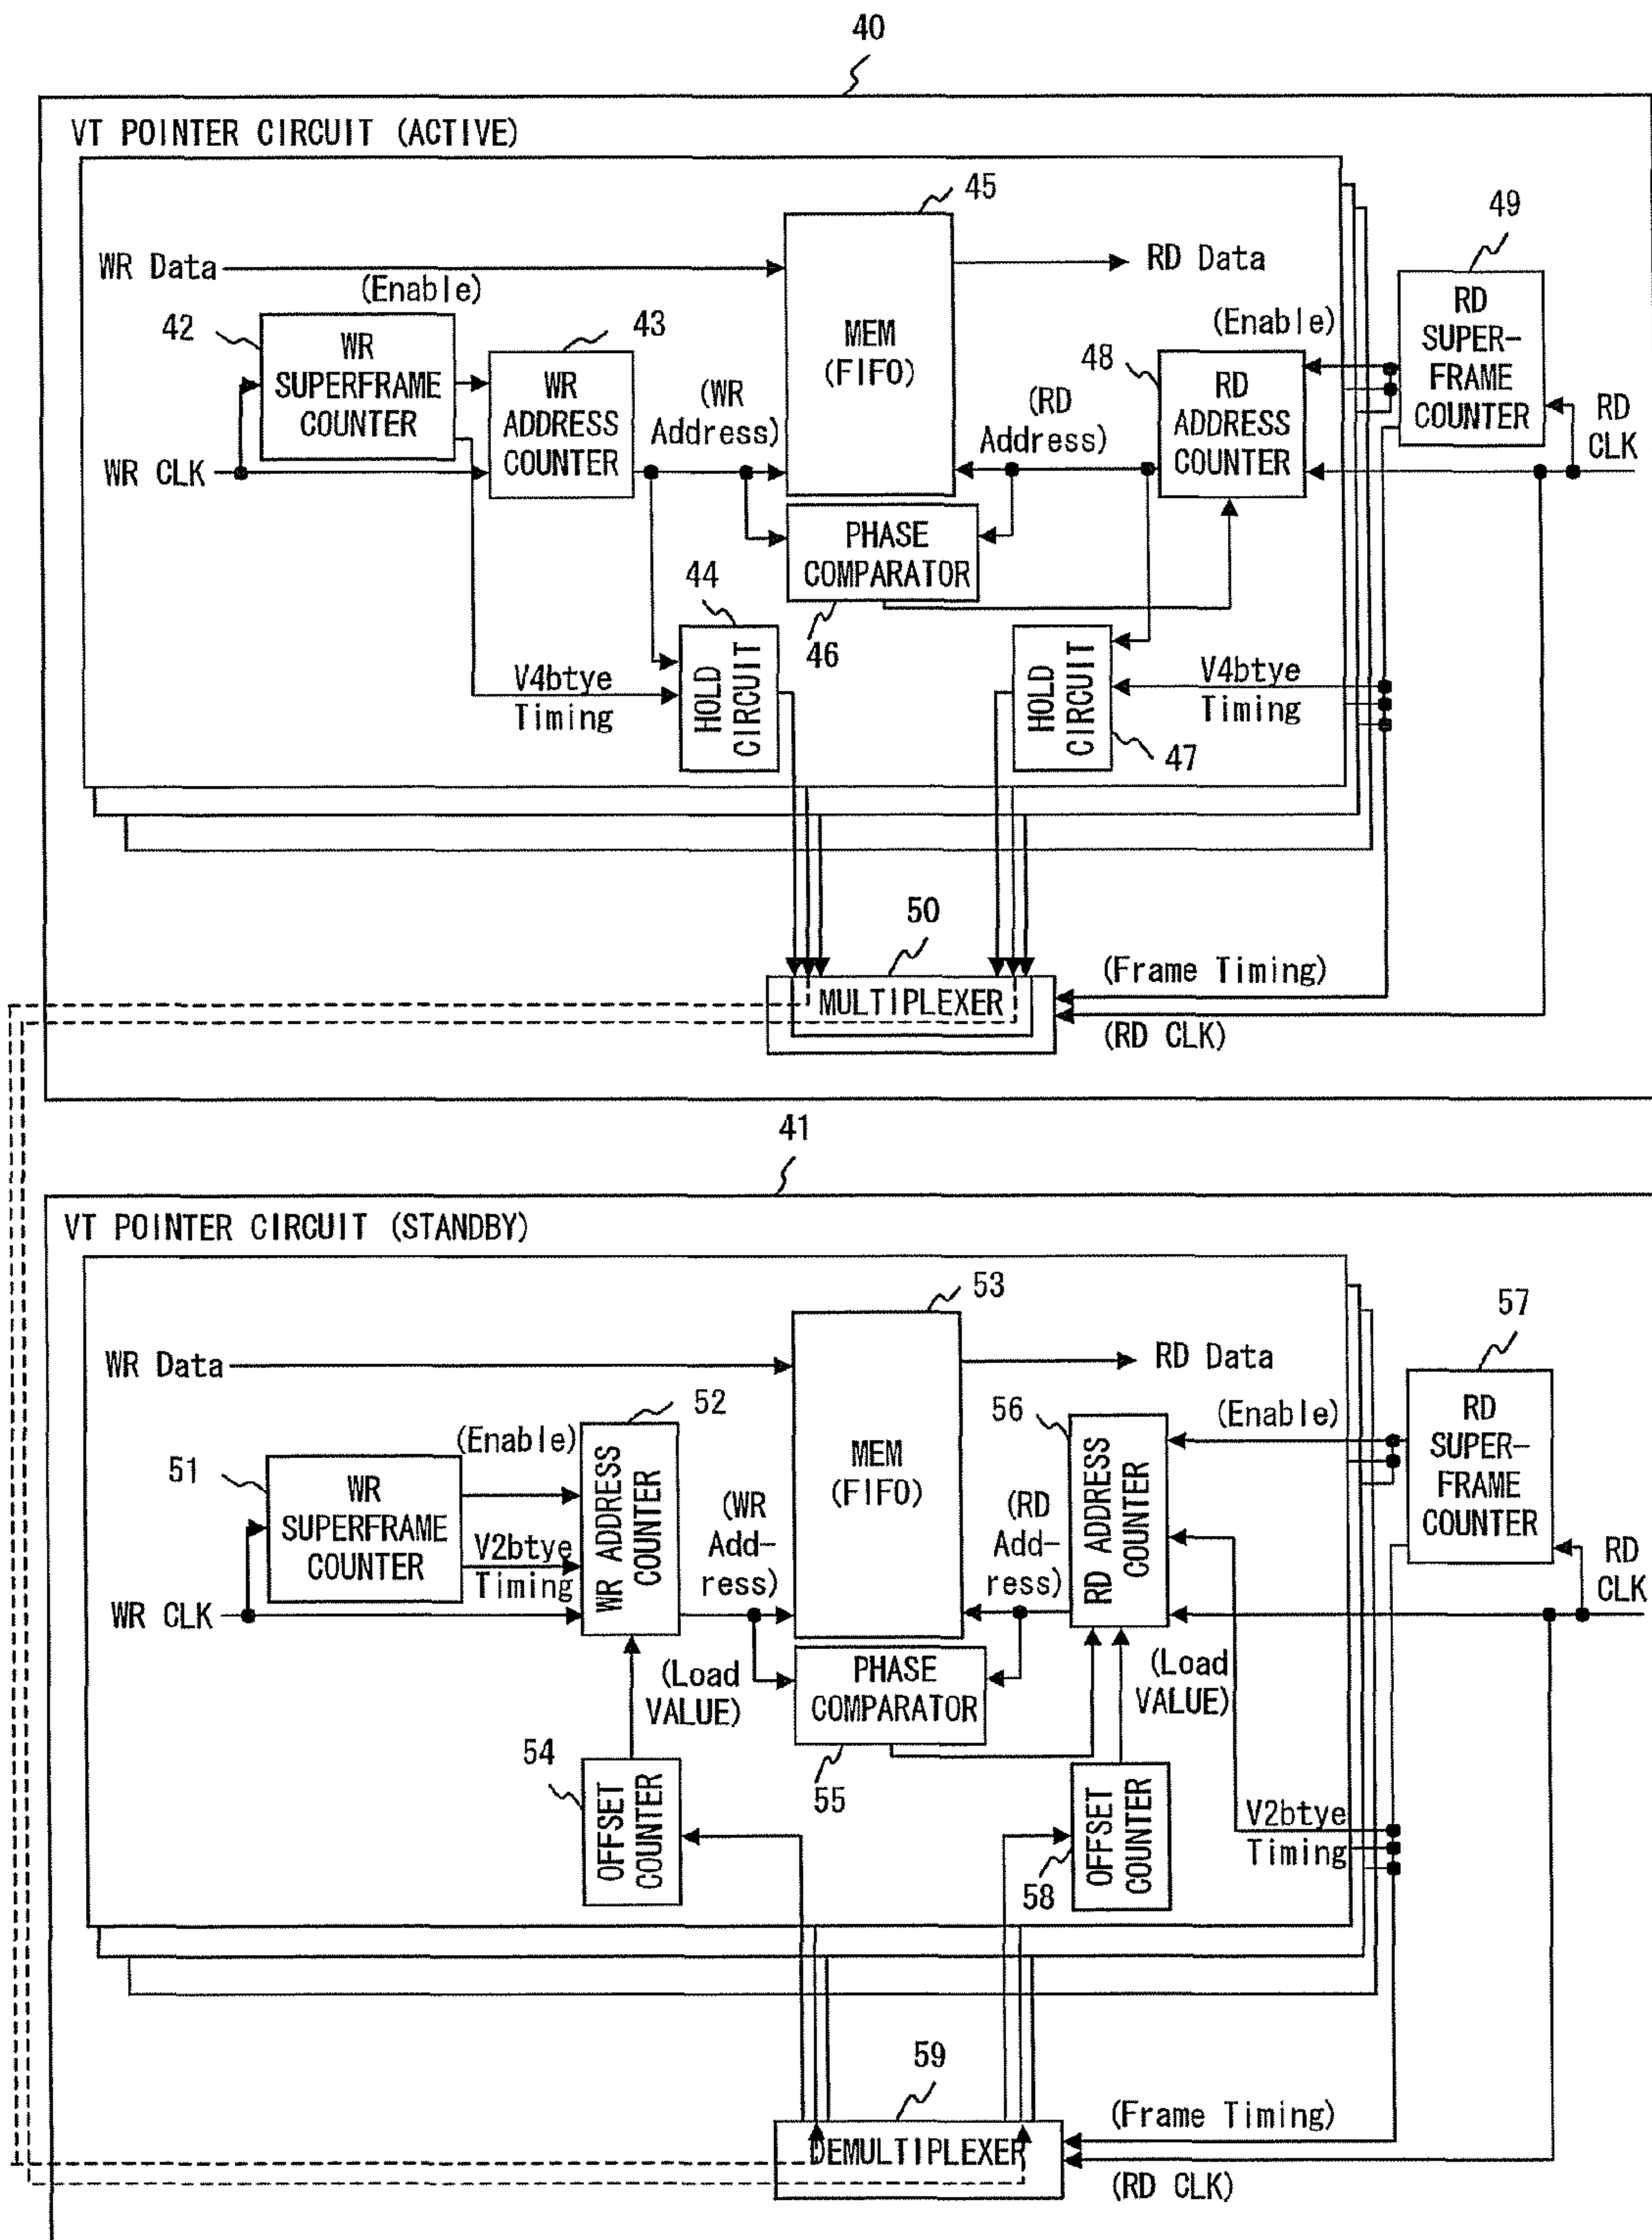 40
VT POINTER CIRCUIT (ACTIVE)
45
49
WR Data
RD Data
(Enable)
42
43
WR
SUPERFRAME
COUNTER
WR
ADDRESS
COUNTER
(WR
Address)
MEM
(FIFO)
(RD
Address)
48
(Enable)
RD
ADDRESS
COUNTER
RD
SUPER-
FRAME
COUNTER
RD
CLK
WR CLK
PHASE
COMPARATOR
44
46
V4btye
Timing
HOLD
CIRCUIT
HOLD
CIRCUIT
V4btye
Timing
47
50
MULTIPLEXER
(Frame Timing)
(RD CLK)
41
VT POINTER CIRCUIT (STANDBY)
53
57
WR Data
RD Data
52
56
(Enable)
(Enable)
51
WR
SUPERFRAME
COUNTER
V2btye
Timing
WR ADDRESS
COUNTER
(WR
Add-
ress)
MEM
(FIFO)
(RD
Add-
ress)
RD ADDRESS
COUNTER
RD
SUPER-
FRAME
COUNTER
RD
CLK
WR CLK
(Load
VALUE)
PHASE
COMPARATOR
(Load
VALUE)
54
55
OFFSET
COUNTER
OFFSET
COUNTER
58
V2btye
Timing
59
DEMULTIPLEXER
(Frame Timing)
(RD CLK)